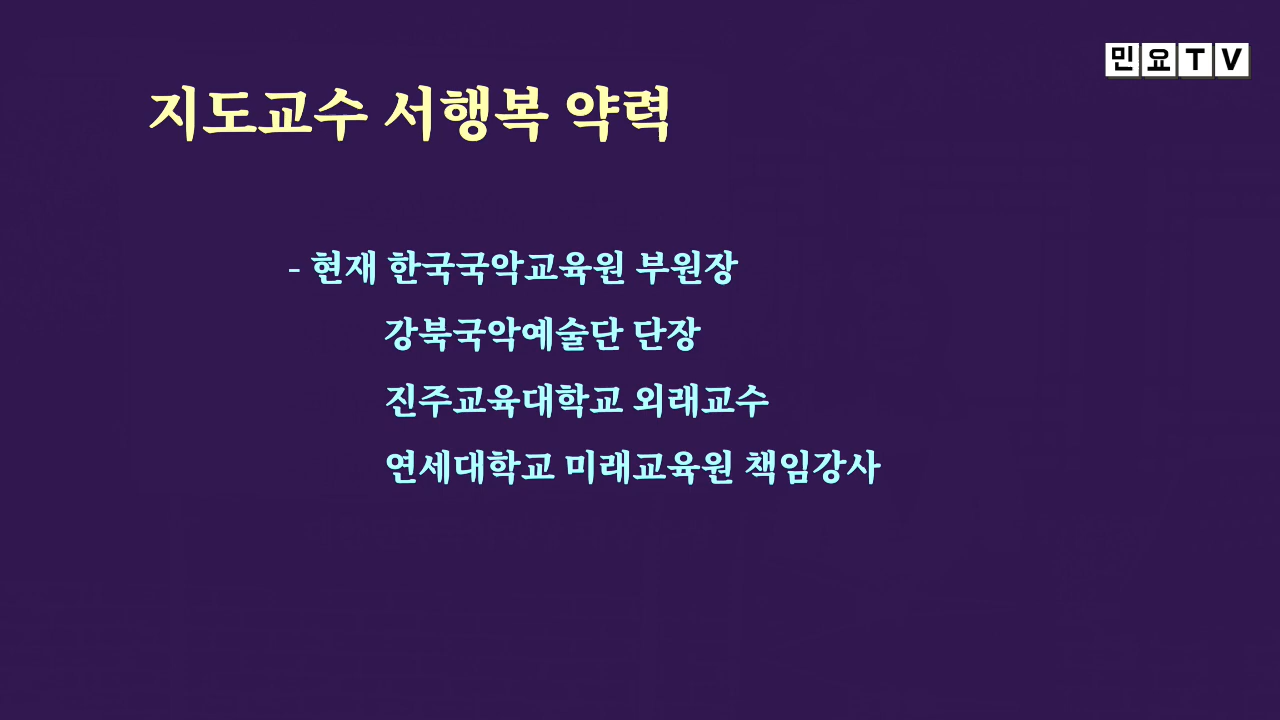 민요TV
지도교수 서행복 약력
- 현재 한국국악교육원 부원장
강북국악예술단 단장
진주교육대학교 외래교수
연세대학교 미래교육원 책임강사